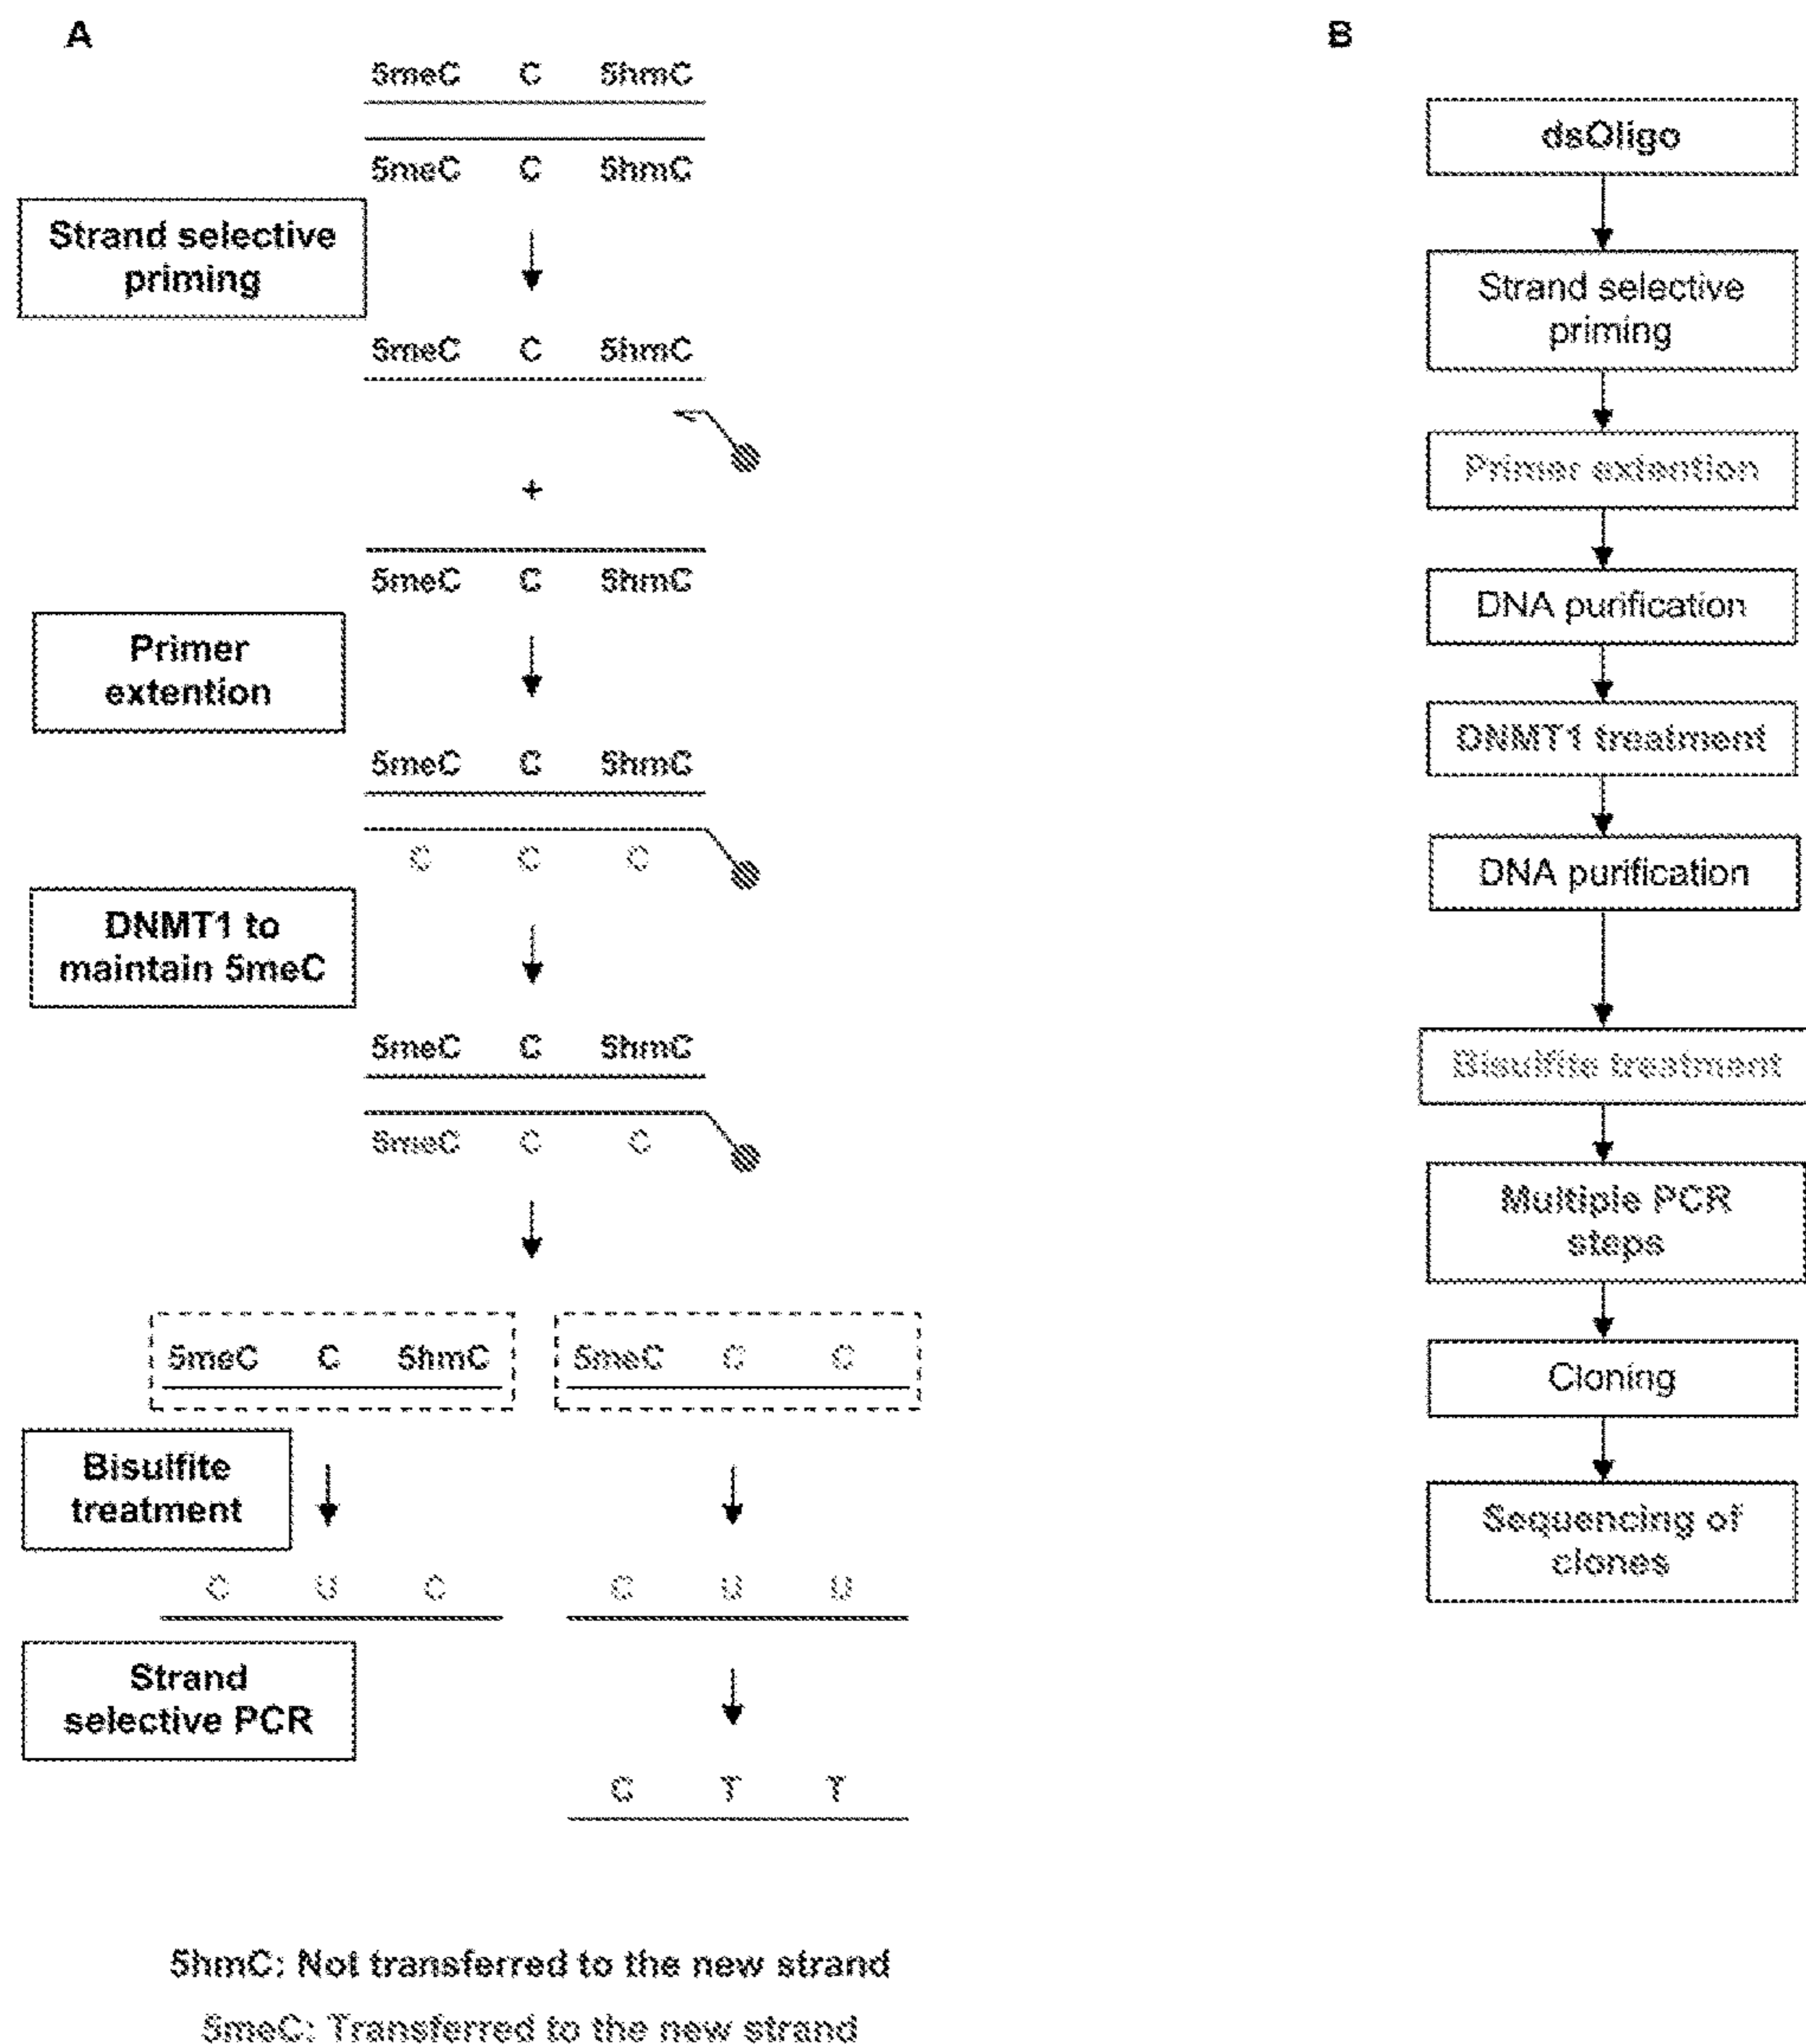 A
5meC C 5hmC
5meC C 5hmC
Strand selective
priming
5meC C 5hmC
+
5meC C 5hmC
Primer
extention
5meC C 5hmC
C C C
DNMT1 to
maintain 5meC
5meC C 5hmC
5meC C C
5meC C 5hmC 5meC C C
Bisulfite
treatment
C U C C U U
Strand
selective PCR
C T T
5hmC: Not transferred to the new strand
5meC: Transferred to the new strand
B
dsOligo
Strand selective
priming
Primer extention
DNA purification
DNMT1 treatment
DNA purification
Bisulfite treatment
Multiple PCR
steps
Cloning
Sequencing of
clones